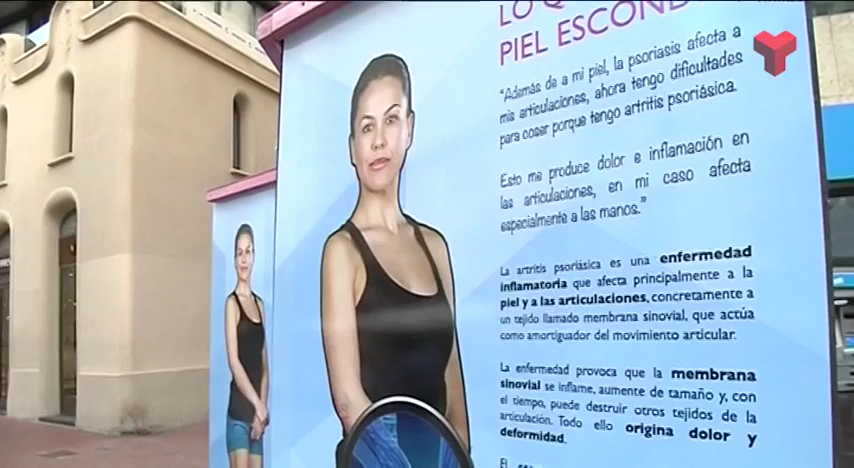 LO Q
PIEL ESCOND
“Además de a mi piel, la psoriasis afecta a
mis articulaciones, ahora tengo dificultades
para coser porque tengo artritis psoriásica.
Esto me produce dolor e inflamación en
las articulaciones, en mi caso afecta
especialmente a las manos.”
La artritis psoriásica es una enfermedad
inflamatoria que afecta principalmente a la
piel y a las articulaciones, concretamente a
un tejido llamado membrana sinovial, que actúa
como amortiguador del movimiento articular.
La enfermedad provoca que la membrana
sinovial se inflame, aumente de tamaño y, con
el tiempo, puede destruir otros tejidos de la
articulación. Todo ello origina dolor y
deformidad.
El